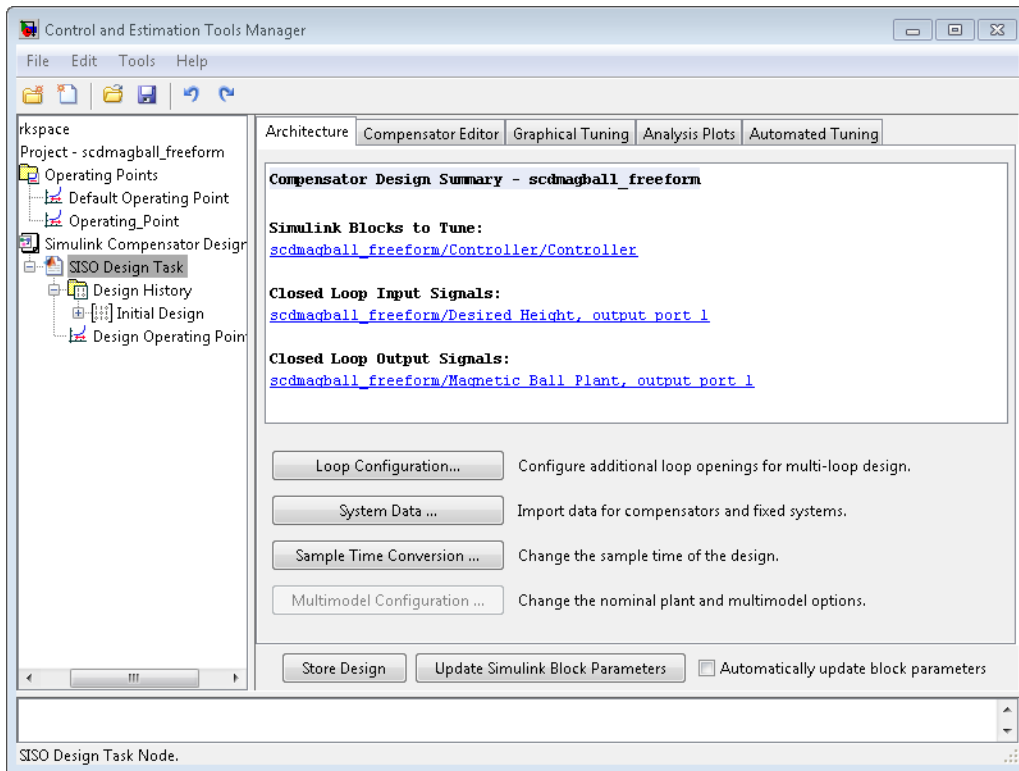 Control and Estimation Tools Manager
File Edit Tools Help
rkspace
Project - scdmagball_freeform
Operating Points
Default Operating Point
Operating_Point
Simulink Compensator Design
SISO Design Task
Design History
Initial Design
Design Operating Poin
Architecture Compensator Editor Graphical Tuning Analysis Plots Automated Tuning
Compensator Design Summary - scdmagball_freeform
Simulink Blocks to Tune:
scdmagball_freeform/Controller/Controller
Closed Loop Input Signals:
scdmagball_freeform/Desired Height, output port 1
Closed Loop Output Signals:
scdmagball_freeform/Magnetic Ball Plant, output port 1
Loop Configuration... Configure additional loop openings for multi-loop design.
System Data ... Import data for compensators and fixed systems.
Sample Time Conversion ... Change the sample time of the design.
Multimodel Configuration ... Change the nominal plant and multimodel options.
Store Design Update Simulink Block Parameters Automatically update block parameters
SISO Design Task Node.